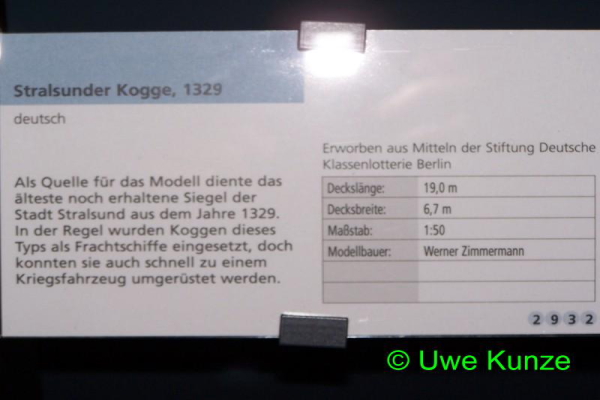 Stralsunder Kogge, 1329
deutsch
Als Quelle für das Modell diente das
älteste noch erhaltene Siegel der
Stadt Stralsund aus dem Jahre 1329.
In der Regel wurden Koggen dieses
Typs als Frachtschiffe eingesetzt, doch
konnten sie auch schnell zu einem
Kriegsfahrzeug umgerüstet werden.
Erworben aus Mitteln der Stiftung Deutsche
Klassenlotterie Berlin
Deckslänge: 19,0 m
Decksbreite: 6,7 m
Maßstab: 1:50
Modellbauer: Werner Zimmermann
2 9 3 2
© Uwe Kunze